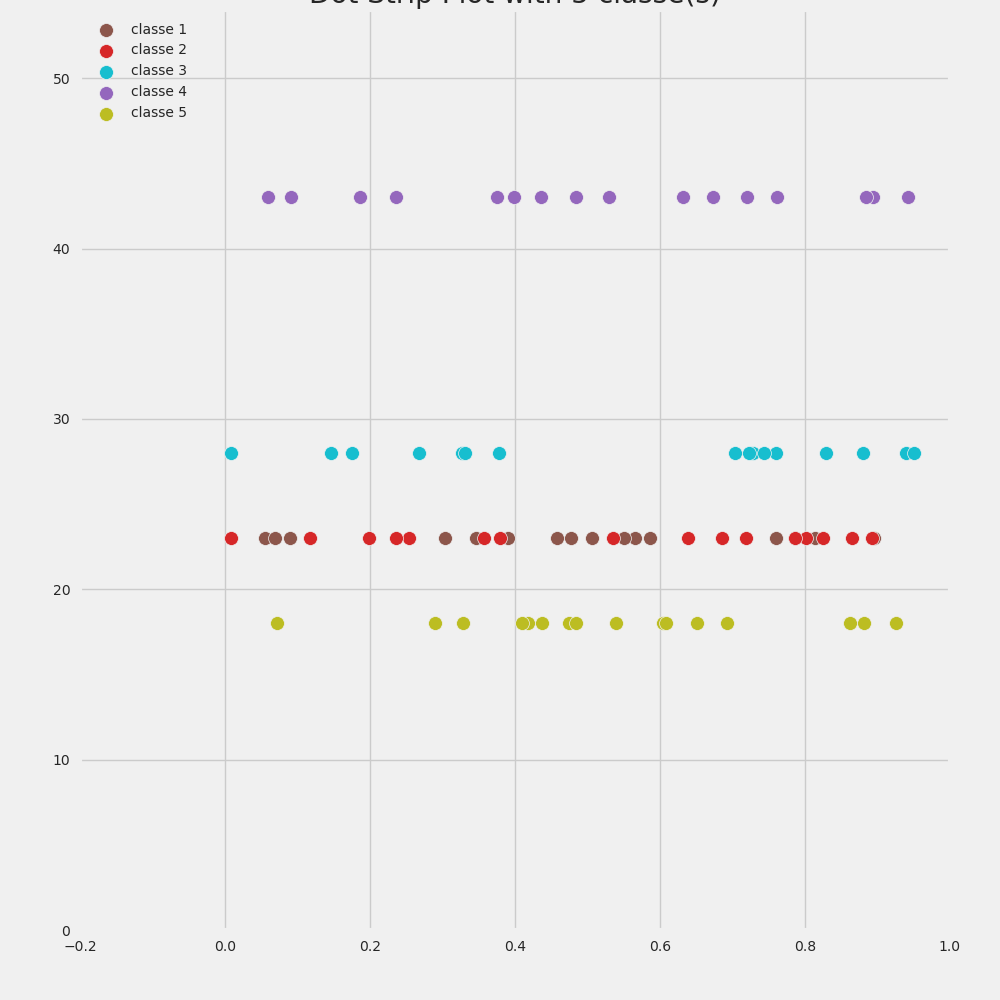 Dot Strip Plot with 5 classe(s)
classe 1
classe 2
classe 3
classe 4
classe 5
50
40
30
20
10
0
−0.2 0.0 0.2 0.4 0.6 0.8 1.0